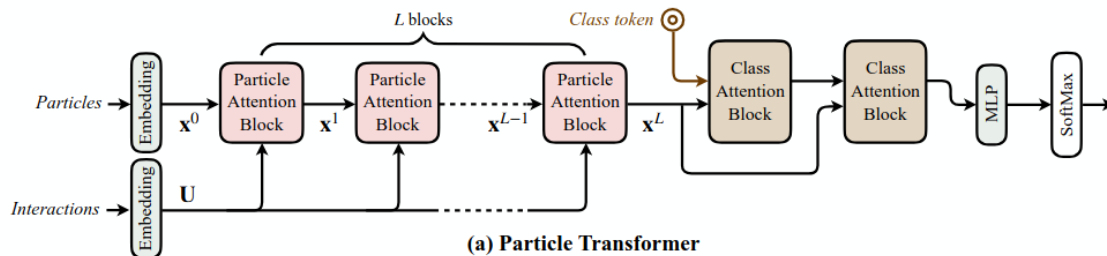 L blocks
Class token
Particles
Embedding
x⁰
Particle
Attention
Block
x¹
Particle
Attention
Block
xᴸ⁻¹
Particle
Attention
Block
xᴸ
Class
Attention
Block
Class
Attention
Block
MLP
SoftMax
Interactions
Embedding
U
(a) Particle Transformer